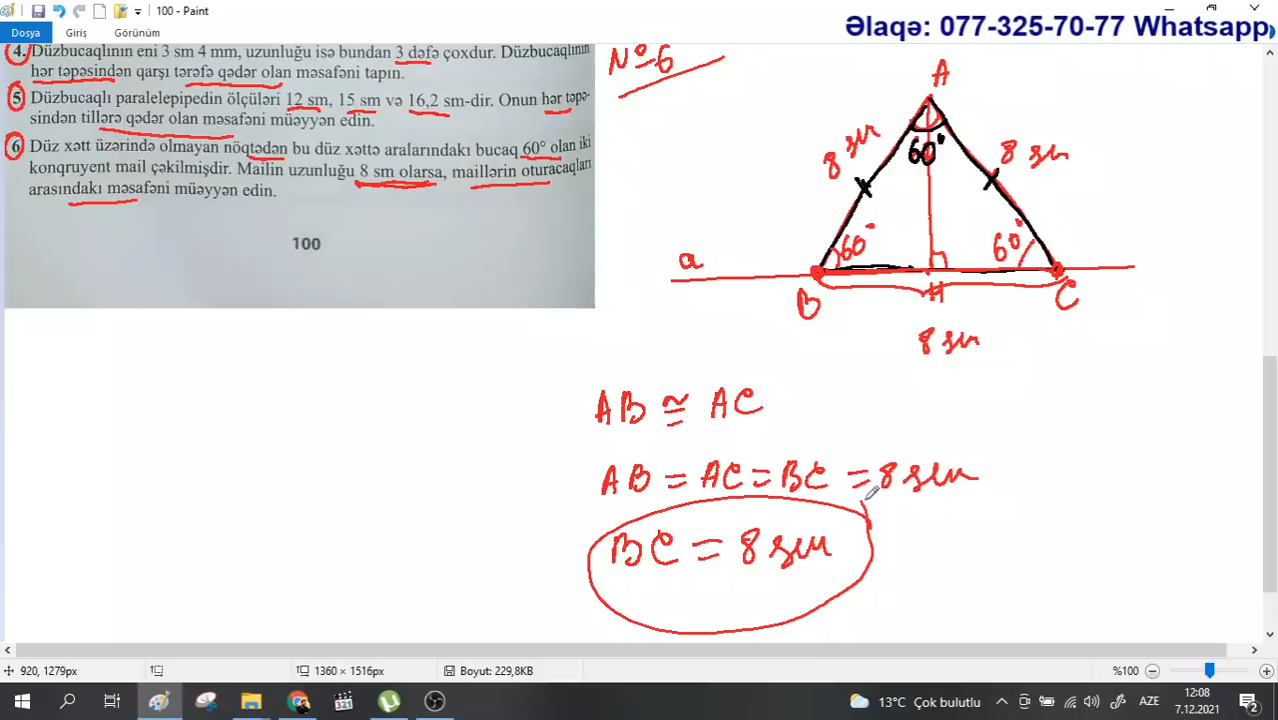 100 - Paint
Əlaqə: 077-325-70-77 Whatsapp
Dosya Giriş Görünüm
4. Düzbucaqlının eni 3 sm 4 mm, uzunluğu isə bundan 3 dəfə çoxdur. Düzbucaqlının
hər təpəsindən qarşı tərəfə qədər olan məsafəni tapın.
5 Düzbucaqlı paralelepipedin ölçüləri 12 sm, 15 sm və 16,2 sm-dir. Onun hər təpə-
sindən tillərə qədər olan məsafəni müəyyən edin.
6 Düz xətt üzərində olmayan nöqtədən bu düz xəttə aralarındakı bucaq 60° olan iki
konqruyent mail çəkilmişdir. Mailin uzunluğu 8 sm olarsa, maillərin oturacaqları
arasındakı məsafəni müəyyən edin.
100
№6
A
60°
8 sm
8 sm
60°
60°
a
B
H
C
8 sm
AB ≅ AC
AB = AC = BC = 8 sm
BC = 8 sm
920, 1279px
1360 × 1516px
Boyut: 229,8KB
%100
13°C Çok bulutlu
AZE
12:08
7.12.2021
2